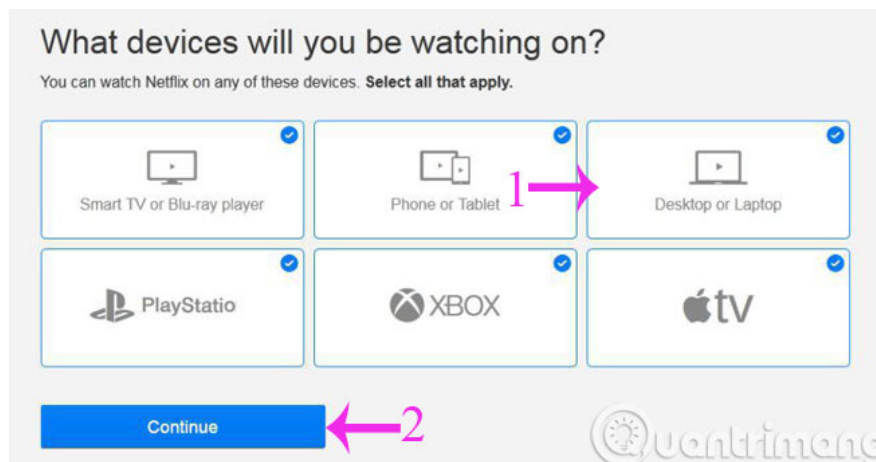 What devices will you be watching on?
You can watch Netflix on any of these devices. Select all that apply.
Smart TV or Blu-ray player
Phone or Tablet
1
Desktop or Laptop
PlayStatio
XBOX
tv
Continue
2
Quantrimang